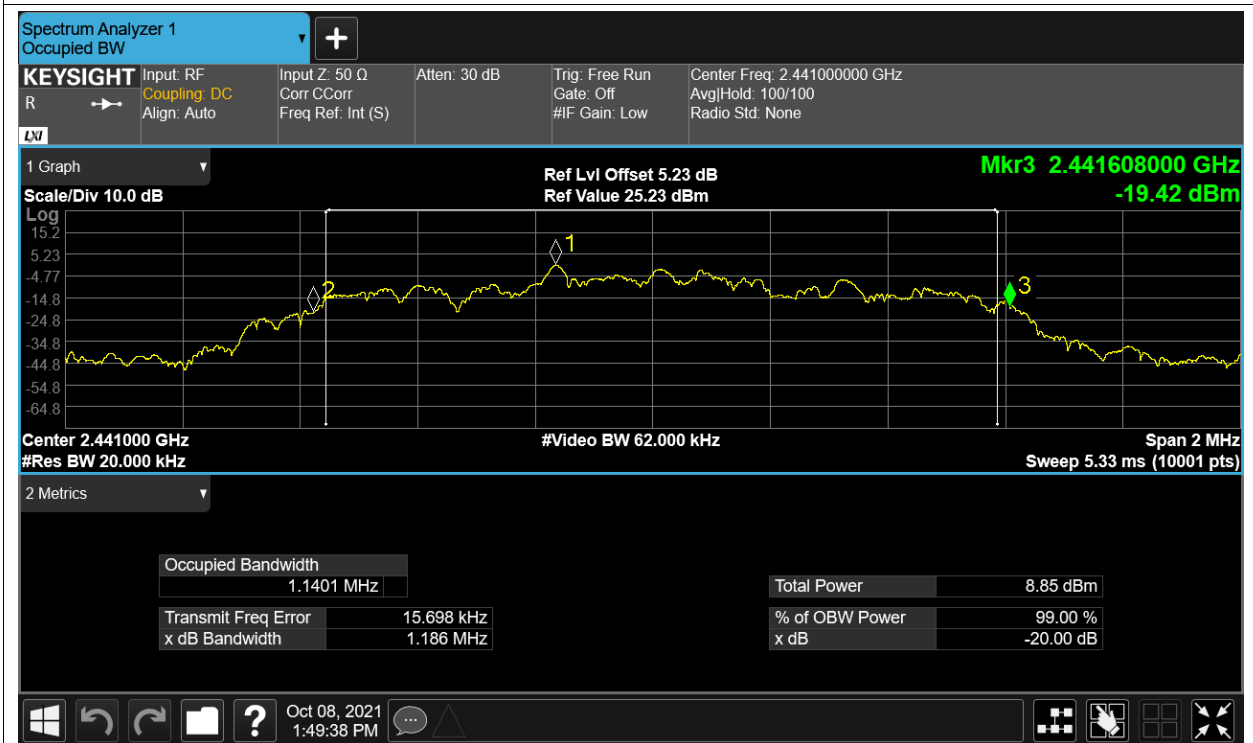 Spectrum Analyzer 1
Occupied BW
KEYSIGHT
R
LXI
Input: RF
Coupling: DC
Align: Auto
Input Z: 50 Ω
Corr CCorr
Freq Ref: Int (S)
Atten: 30 dB
Trig: Free Run
Gate: Off
#IF Gain: Low
Center Freq: 2.441000000 GHz
Avg|Hold: 100/100
Radio Std: None
1 Graph
Scale/Div 10.0 dB
Ref Lvl Offset 5.23 dB
Ref Value 25.23 dBm
Mkr3 2.441608000 GHz
-19.42 dBm
Log
15.2
5.23
-4.77
-14.8
-24.8
-34.8
-44.8
-54.8
-64.8
1
2
3
Center 2.441000 GHz
#Video BW 62.000 kHz
Span 2 MHz
#Res BW 20.000 kHz
Sweep 5.33 ms (10001 pts)
2 Metrics
Occupied Bandwidth
1.1401 MHz
Total Power 8.85 dBm
Transmit Freq Error 15.698 kHz
% of OBW Power 99.00 %
x dB Bandwidth 1.186 MHz
x dB -20.00 dB
?
Oct 08, 2021
1:49:38 PM